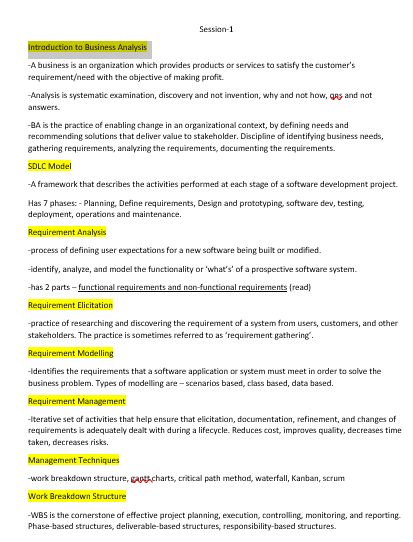 Session-1
Introduction to Business Analysis
-A business is an organization which provides products or services to satisfy the customer's
requirement/need with the objective of making profit.
-Analysis is systematic examination, discovery and not invention, why and not how, qns and not
answers.
-BA is the practice of enabling change in an organizational context, by defining needs and
recommending solutions that deliver value to stakeholder. Discipline of identifying business needs,
gathering requirements, analyzing the requirements, documenting the requirements.
SDLC Model
-A framework that describes the activities performed at each stage of a software development project.
Has 7 phases: - Planning, Define requirements, Design and prototyping, software dev, testing,
deployment, operations and maintenance.
Requirement Analysis
-process of defining user expectations for a new software being built or modified.
-identify, analyze, and model the functionality or 'what's' of a prospective software system.
-has 2 parts – functional requirements and non-functional requirements (read)
Requirement Elicitation
-practice of researching and discovering the requirement of a system from users, customers, and other
stakeholders. The practice is sometimes referred to as 'requirement gathering'.
Requirement Modelling
-Identifies the requirements that a software application or system must meet in order to solve the
business problem. Types of modelling are – scenarios based, class based, data based.
Requirement Management
-Iterative set of activities that help ensure that elicitation, documentation, refinement, and changes of
requirements is adequately dealt with during a lifecycle. Reduces cost, improves quality, decreases time
taken, decreases risks.
Management Techniques
-work breakdown structure, gantt charts, critical path method, waterfall, Kanban, scrum
Work Breakdown Structure
-WBS is the cornerstone of effective project planning, execution, controlling, monitoring, and reporting.
Phase-based structures, deliverable-based structures, responsibility-based structures.